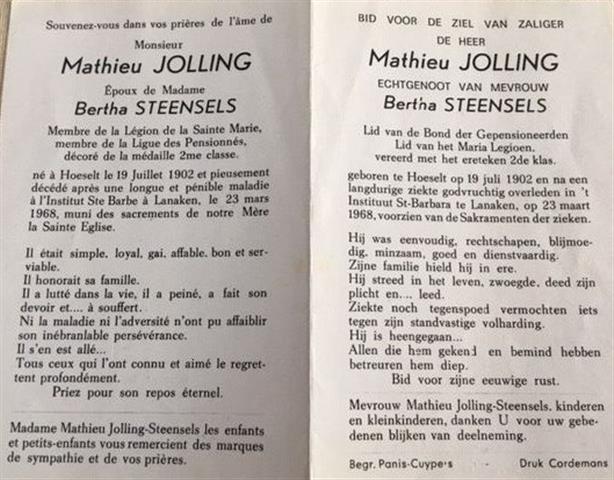 Souvenez-vous dans vos prières de l'âme de
Monsieur
Mathieu JOLLING
Époux de Madame
Bertha STEENSELS
Membre de la Légion de la Sainte Marie,
membre de la Ligue des Pensionnés,
décoré de la médaille 2me classe.
né à Hoeselt le 19 Juillet 1902 et pieusement
décédé après une longue et pénible maladie
à l'Institut Ste Barbe à Lanaken, le 23 mars
1968, muni des sacrements de notre Mère
la Sainte Eglise.
Il était simple, loyal, gai, affable, bon et ser-
viable.
Il honorait sa famille.
Il a lutté dans la vie, il a peiné, a fait son
devoir et.... à souffert.
Ni la maladie ni l'adversité n'ont pu affaiblir
son inébranlable persévérance.
Il s'en est allé...
Tous ceux qui l'ont connu et aimé le regret-
tent profondément.
Priez pour son repos éternel.
Madame Mathieu Jolling-Steensels les enfants
et petits-enfants vous remercient des marques
de sympathie et de vos prières.
BID VOOR DE ZIEL VAN ZALIGER
DE HEER
Mathieu JOLLING
ECHTGENOOT VAN MEVROUW
Bertha STEENSELS
Lid van de Bond der Gepensioneerden
Lid van het Maria Legioen.
vereerd met het ereteken 2de klas.
geboren te Hoeselt op 19 juli 1902 en na een
langdurige ziekte godvruchtig overleden in 't
Instituut St-Barbara te Lanaken, op 23 maart
1968, voorzien van de Sakramenten der zieken.
Hij was eenvoudig, rechtschapen, blijmoe-
dig, minzaam, goed en dienstvaardig.
Zijne familie hield hij in ere.
Hij streed in het leven, zwoegde, deed zijn
plicht en.... leed.
Ziekte noch tegenspoed vermochten iets
tegen zijn standvastige volharding.
Hij is heengegaan...
Allen die hem gekend en bemind hebben
betreuren hem diep.
Bid voor zijne eeuwige rust.
Mevrouw Mathieu Jolling-Steensels, kinderen
en kleinkinderen, danken U voor uw gebe-
denen blijken van deelneming.
Begr. Panis-Cuypers - Druk Cordemans